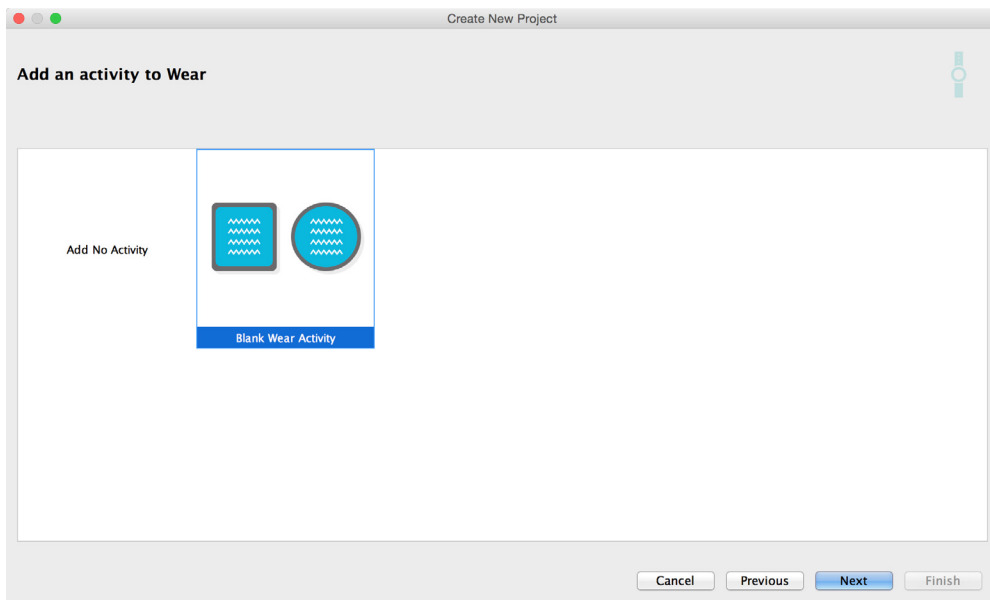 Create New Project
Add an activity to Wear
Add No Activity
Blank Wear Activity
Cancel
Previous
Next
Finish